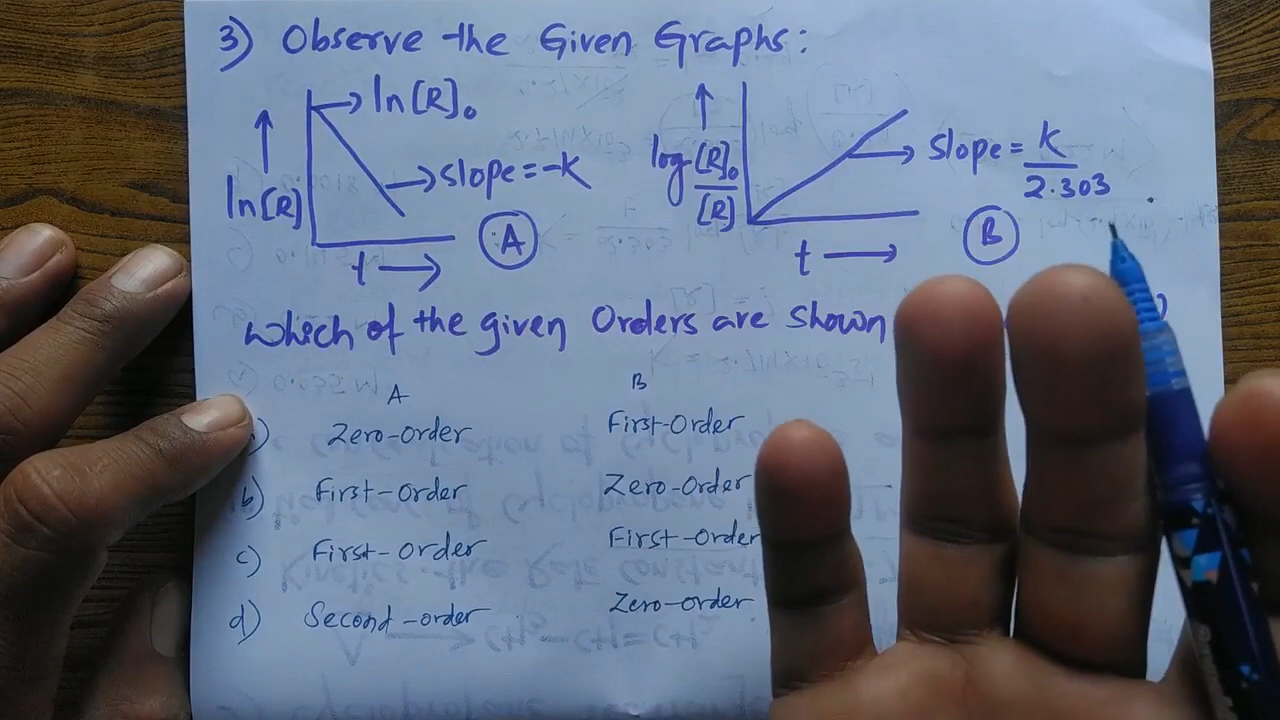 3) Observe the Given Graphs:
ln[R]₀
ln[R]
slope=-k
t
A
log [R]₀/[R]
slope = K/2.303
t
B
Which of the given Orders are shown
A B
Zero-order First-Order
b) First-Order Zero-Order
c) First-Order First-Order
d) Second-order Zero-order